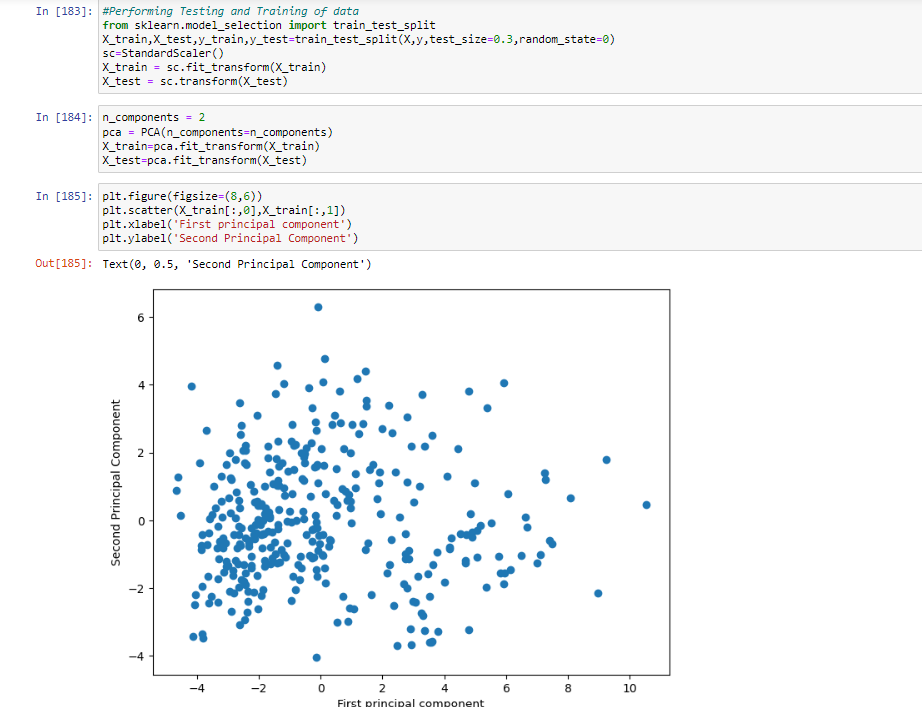 In [183]: #Performing Testing and Training of data
from sklearn.model_selection import train_test_split
X_train,X_test,y_train,y_test=train_test_split(X,y,test_size=0.3,random_state=0)
sc=StandardScaler()
X_train = sc.fit_transform(X_train)
X_test = sc.transform(X_test)
In [184]: n_components = 2
pca = PCA(n_components=n_components)
X_train=pca.fit_transform(X_train)
X_test=pca.fit_transform(X_test)
In [185]: plt.figure(figsize=(8,6))
plt.scatter(X_train[:,0],X_train[:,1])
plt.xlabel('First principal component')
plt.ylabel('Second Principal Component')
Out[185]: Text(0, 0.5, 'Second Principal Component')
6
4
2
0
−2
−4
Second Principal Component
−4 −2 0 2 4 6 8 10
First principal component